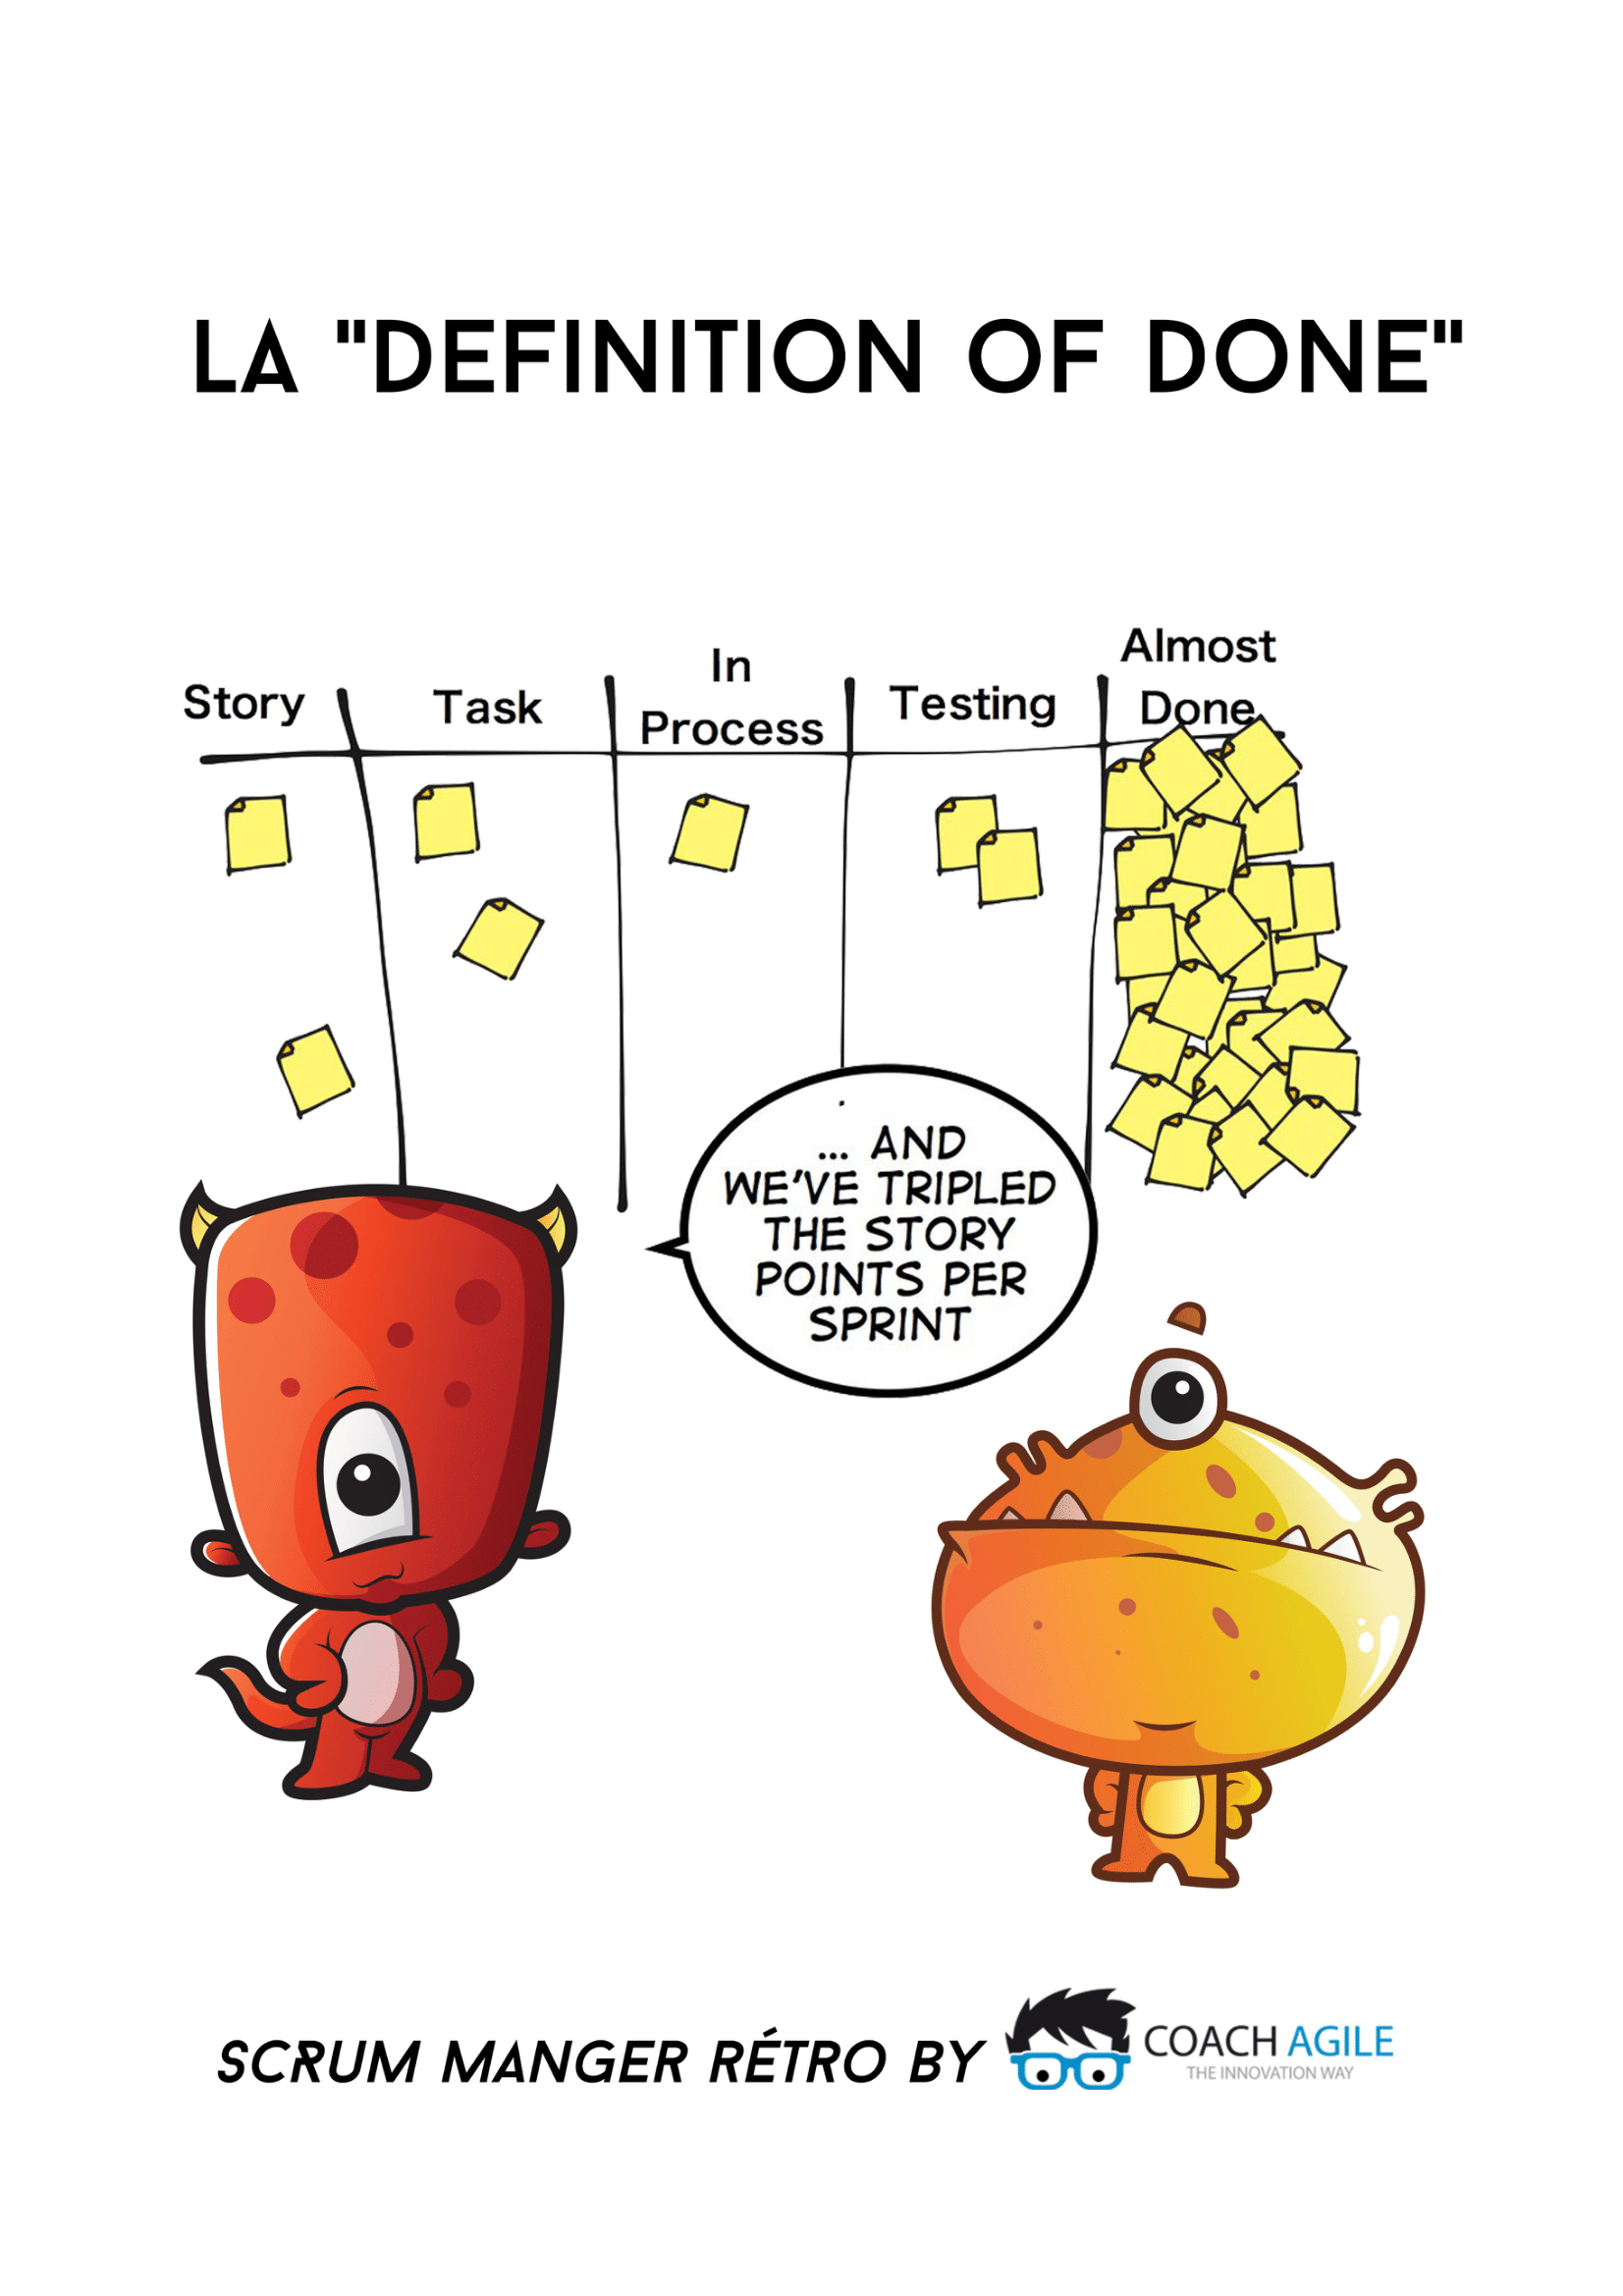 LA "DEFINITION OF DONE"
Story
Task
In
Process
Testing
Almost
Done
... AND
WE'VE TRIPLED
THE STORY
POINTS PER
SPRINT
SCRUM MANGER RÉTRO BY
COACH AGILE
THE INNOVATION WAY